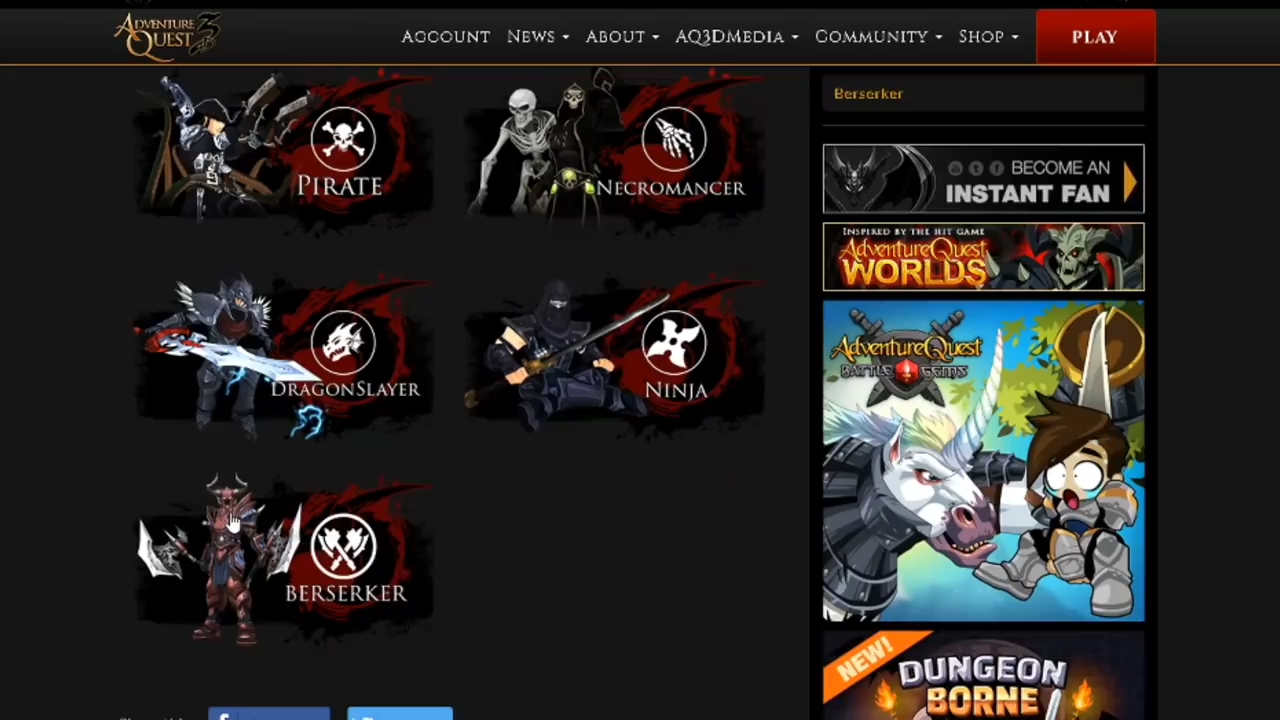 ADVENTURE
QUEST 3D
ACCOUNT NEWS ABOUT AQ3DMEDIA COMMUNITY SHOP PLAY
PIRATE
NECROMANCER
DRAGONSLAYER
NINJA
BERSERKER
Berserker
BECOME AN
INSTANT FAN
INSPIRED BY THE HIT GAME
AdventureQuest
WORLDS
AdventureQuest
BATTLE GEMS
NEW!
DUNGEON
BORNE